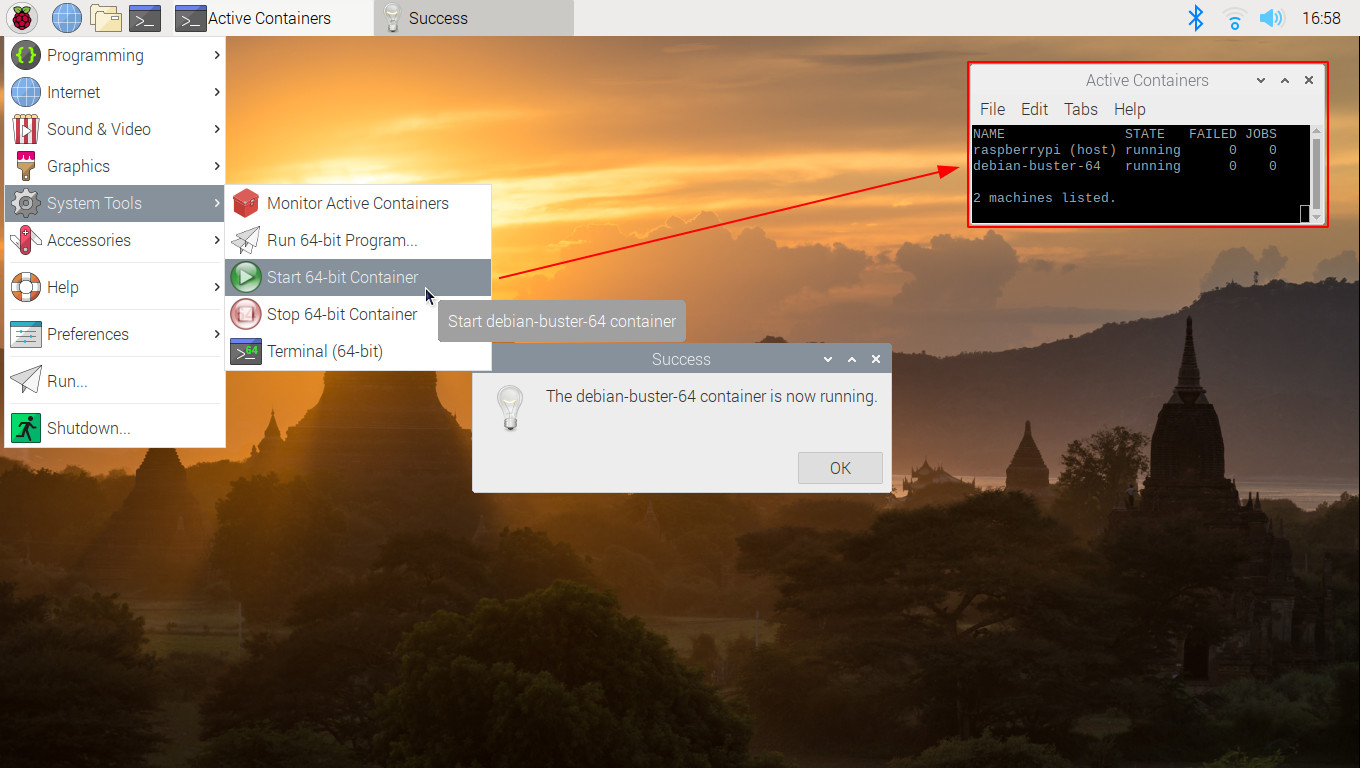 Active Containers
Success
16:58
Programming
Internet
Sound & Video
Graphics
System Tools
Accessories
Help
Preferences
Run...
Shutdown...
Monitor Active Containers
Run 64-bit Program...
Start 64-bit Container
Stop 64-bit Container
>_64
Terminal (64-bit)
Start debian-buster-64 container
Success
The debian-buster-64 container is now running.
OK
Active Containers
File Edit Tabs Help
NAME STATE FAILED JOBS
raspberrypi (host) running 0 0
debian-buster-64 running 0 0
2 machines listed.